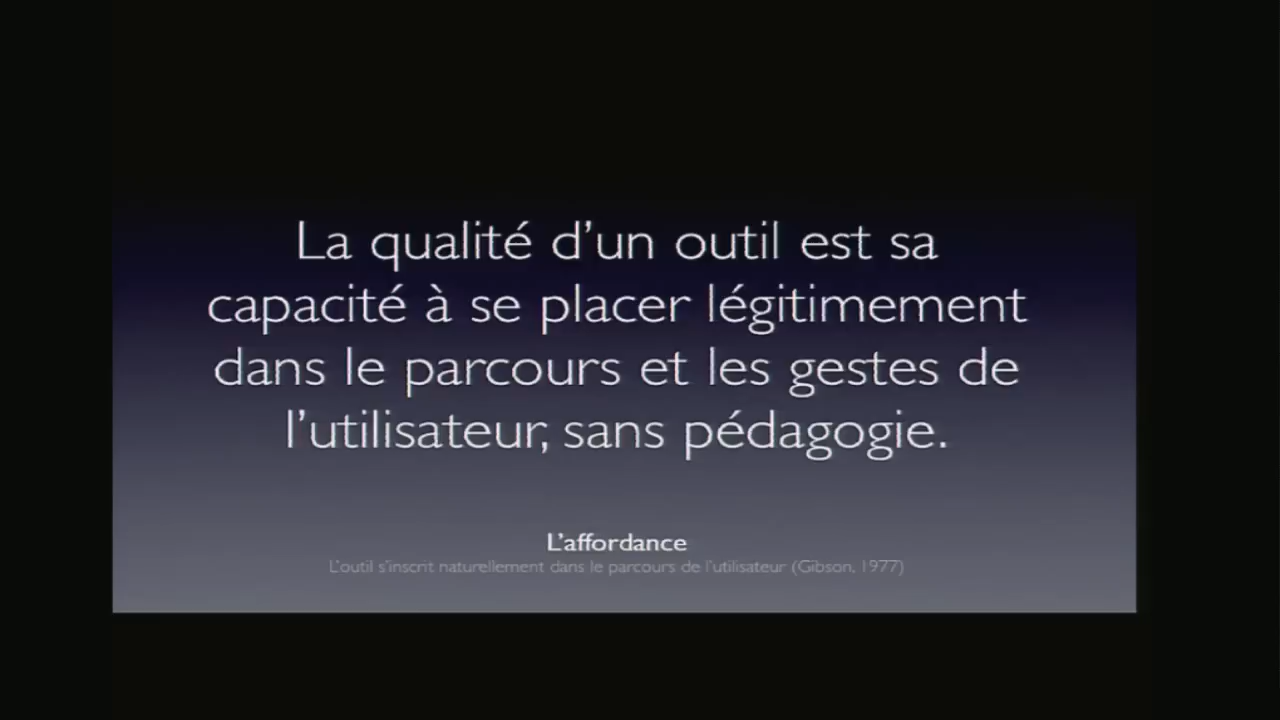 La qualité d’un outil est sa
capacité à se placer légitimement
dans le parcours et les gestes de
l’utilisateur, sans pédagogie.
L’affordance
L’outil s’inscrit naturellement dans le parcours de l’utilisateur (Gibson, 1977)